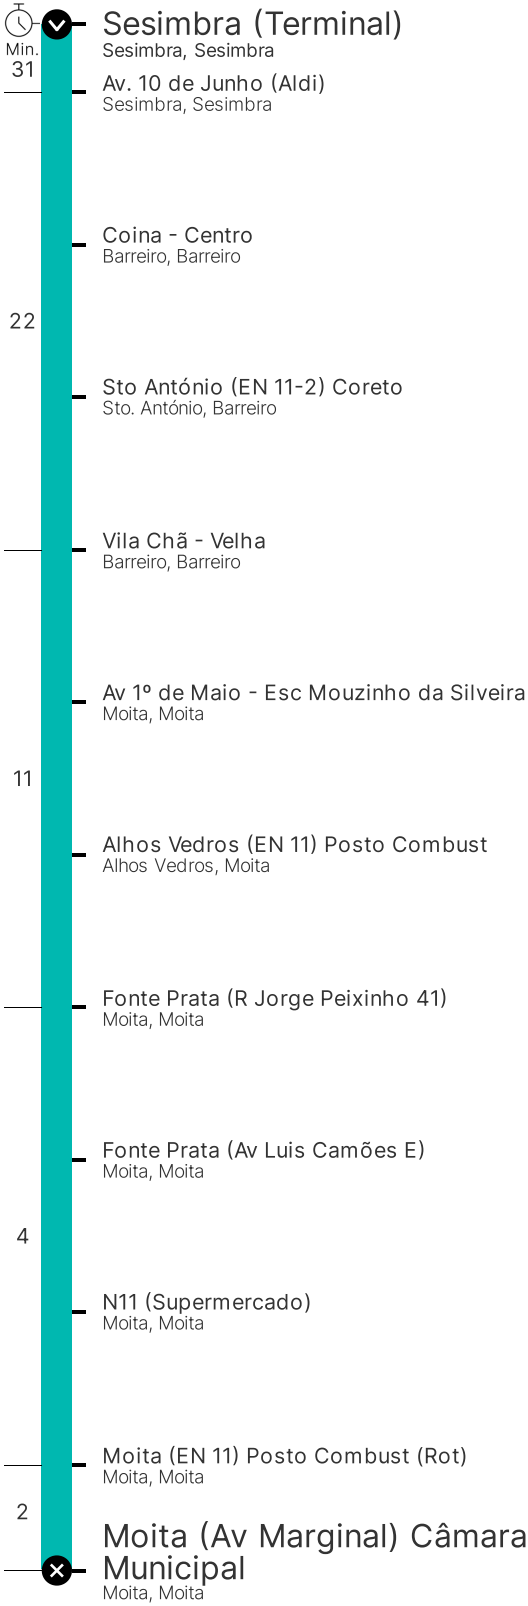 Sesimbra (Terminal)
Min.
Sesimbra, Sesimbra
31
Av. 10 de Junho (Aldi)
Sesimbra, Sesimbra
Coina - Centro
Barreiro, Barreiro
22
Sto António (EN 11-2) Coreto
Sto. António, Barreiro
Vila Chã - Velha
Barreiro, Barreiro
Av 1º de Maio - Esc Mouzinho da Silveira
Moita, Moita
11
Alhos Vedros (EN 11) Posto Combust
Alhos Vedros, Moita
Fonte Prata (R Jorge Peixinho 41)
Moita, Moita
Fonte Prata (Av Luis Camões E)
Moita, Moita
4
N11 (Supermercado)
Moita, Moita
Moita (EN 11) Posto Combust (Rot)
Moita, Moita
2
Moita (Av Marginal) Câmara
Municipal
Moita, Moita